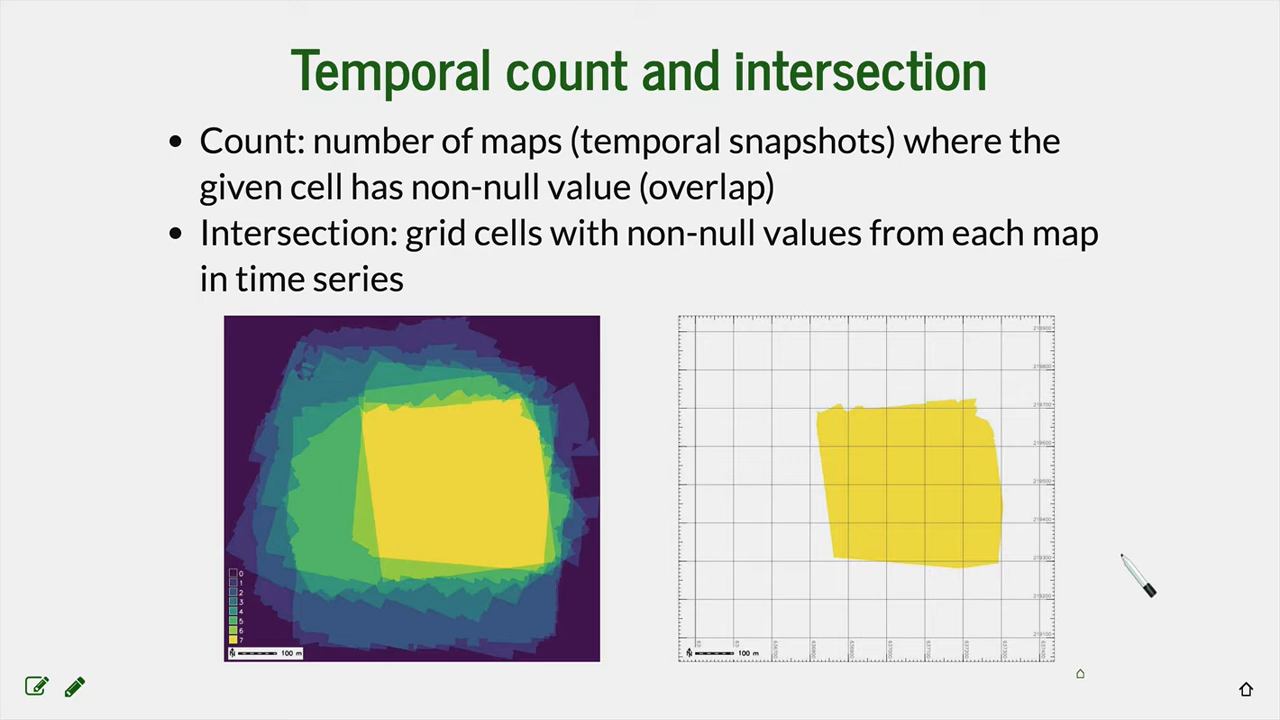 Temporal count and intersection
• Count: number of maps (temporal snapshots) where the
given cell has non-null value (overlap)
• Intersection: grid cells with non-null values from each map
in time series
0
1
2
3
4
5
6
7
100 m
100 m